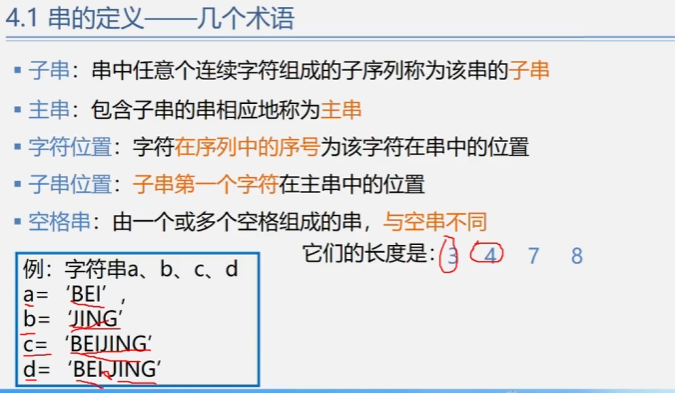 4.1 串的定义——几个术语
▪ 子串：串中任意个连续字符组成的子序列称为该串的子串
▪ 主串：包含子串的串相应地称为主串
▪ 字符位置：字符在序列中的序号为该字符在串中的位置
▪ 子串位置：子串第一个字符在主串中的位置
▪ 空格串：由一个或多个空格组成的串，与空串不同
它们的长度是：3 4 7 8
例：字符串a、b、c、d
a= ‘BEI’，
b= ‘JING’
c= ‘BEIJING’
d= ‘BEI JING’